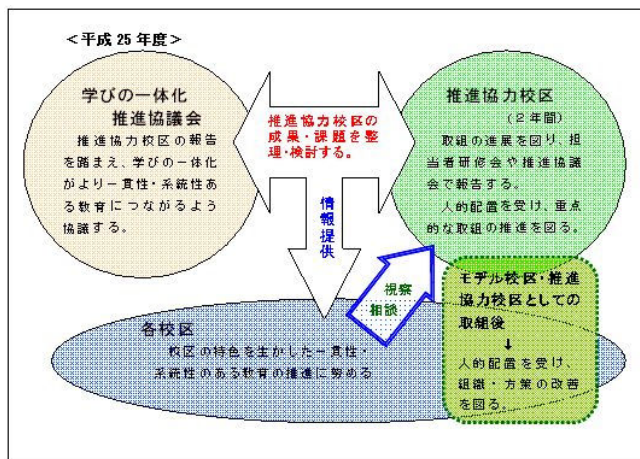 ＜平成25年度＞
学びの一体化
推進協議会
推進協力校区の報告
を踏まえ、学びの一体化
がより一貫性・系統性ある
教育につながるよう
協議する。
推進協力校区の
成果・課題を整
理・検討する。
情報提供
推進協力校区
（２年間）
取組の進展を図り、担
当者研修会や推進協議
会で報告する。
人的配置を受け、重点
的な取組の推進を図る。
視察
相談
モデル校区・推進
協力校区としての
取組後
↓
人的配置を受け、
組織・方策の改善
を図る。
各校区
校区の特色を生かした一貫性・
系統性のある教育の推進に努める